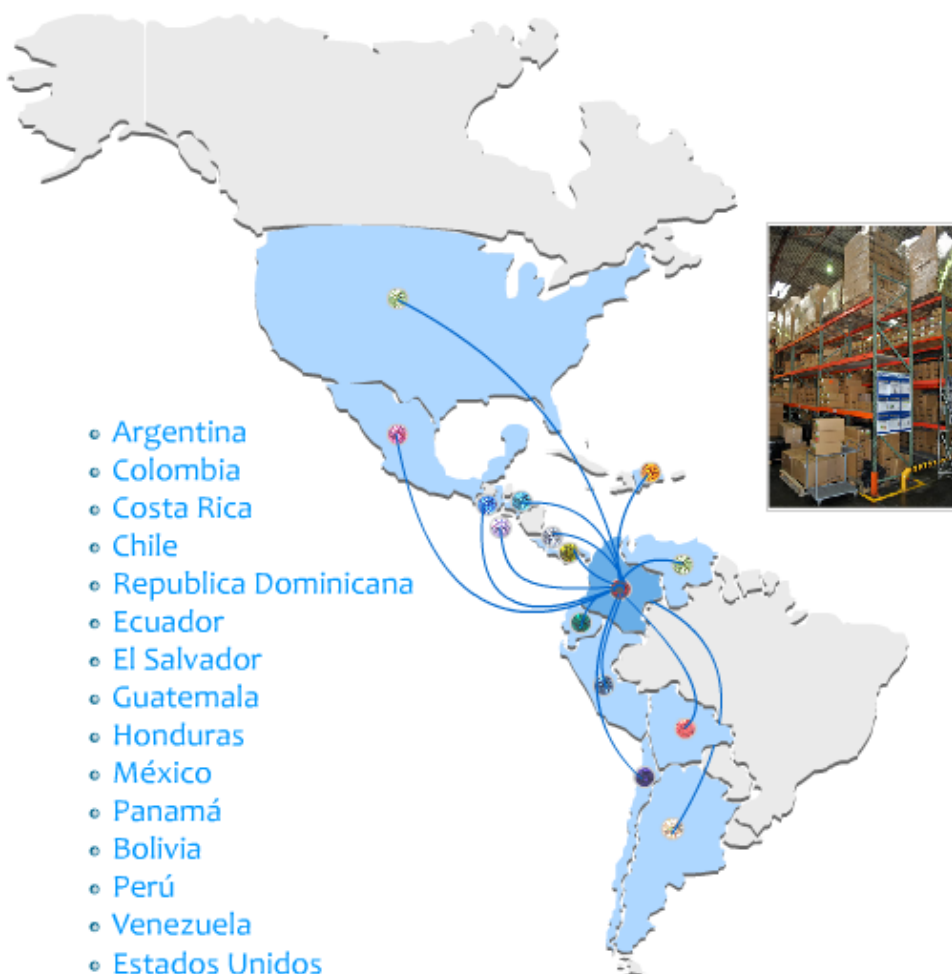 Argentina
Colombia
Costa Rica
Chile
Republica Dominicana
Ecuador
El Salvador
Guatemala
Honduras
México
Panamá
Bolivia
Perú
Venezuela
Estados Unidos